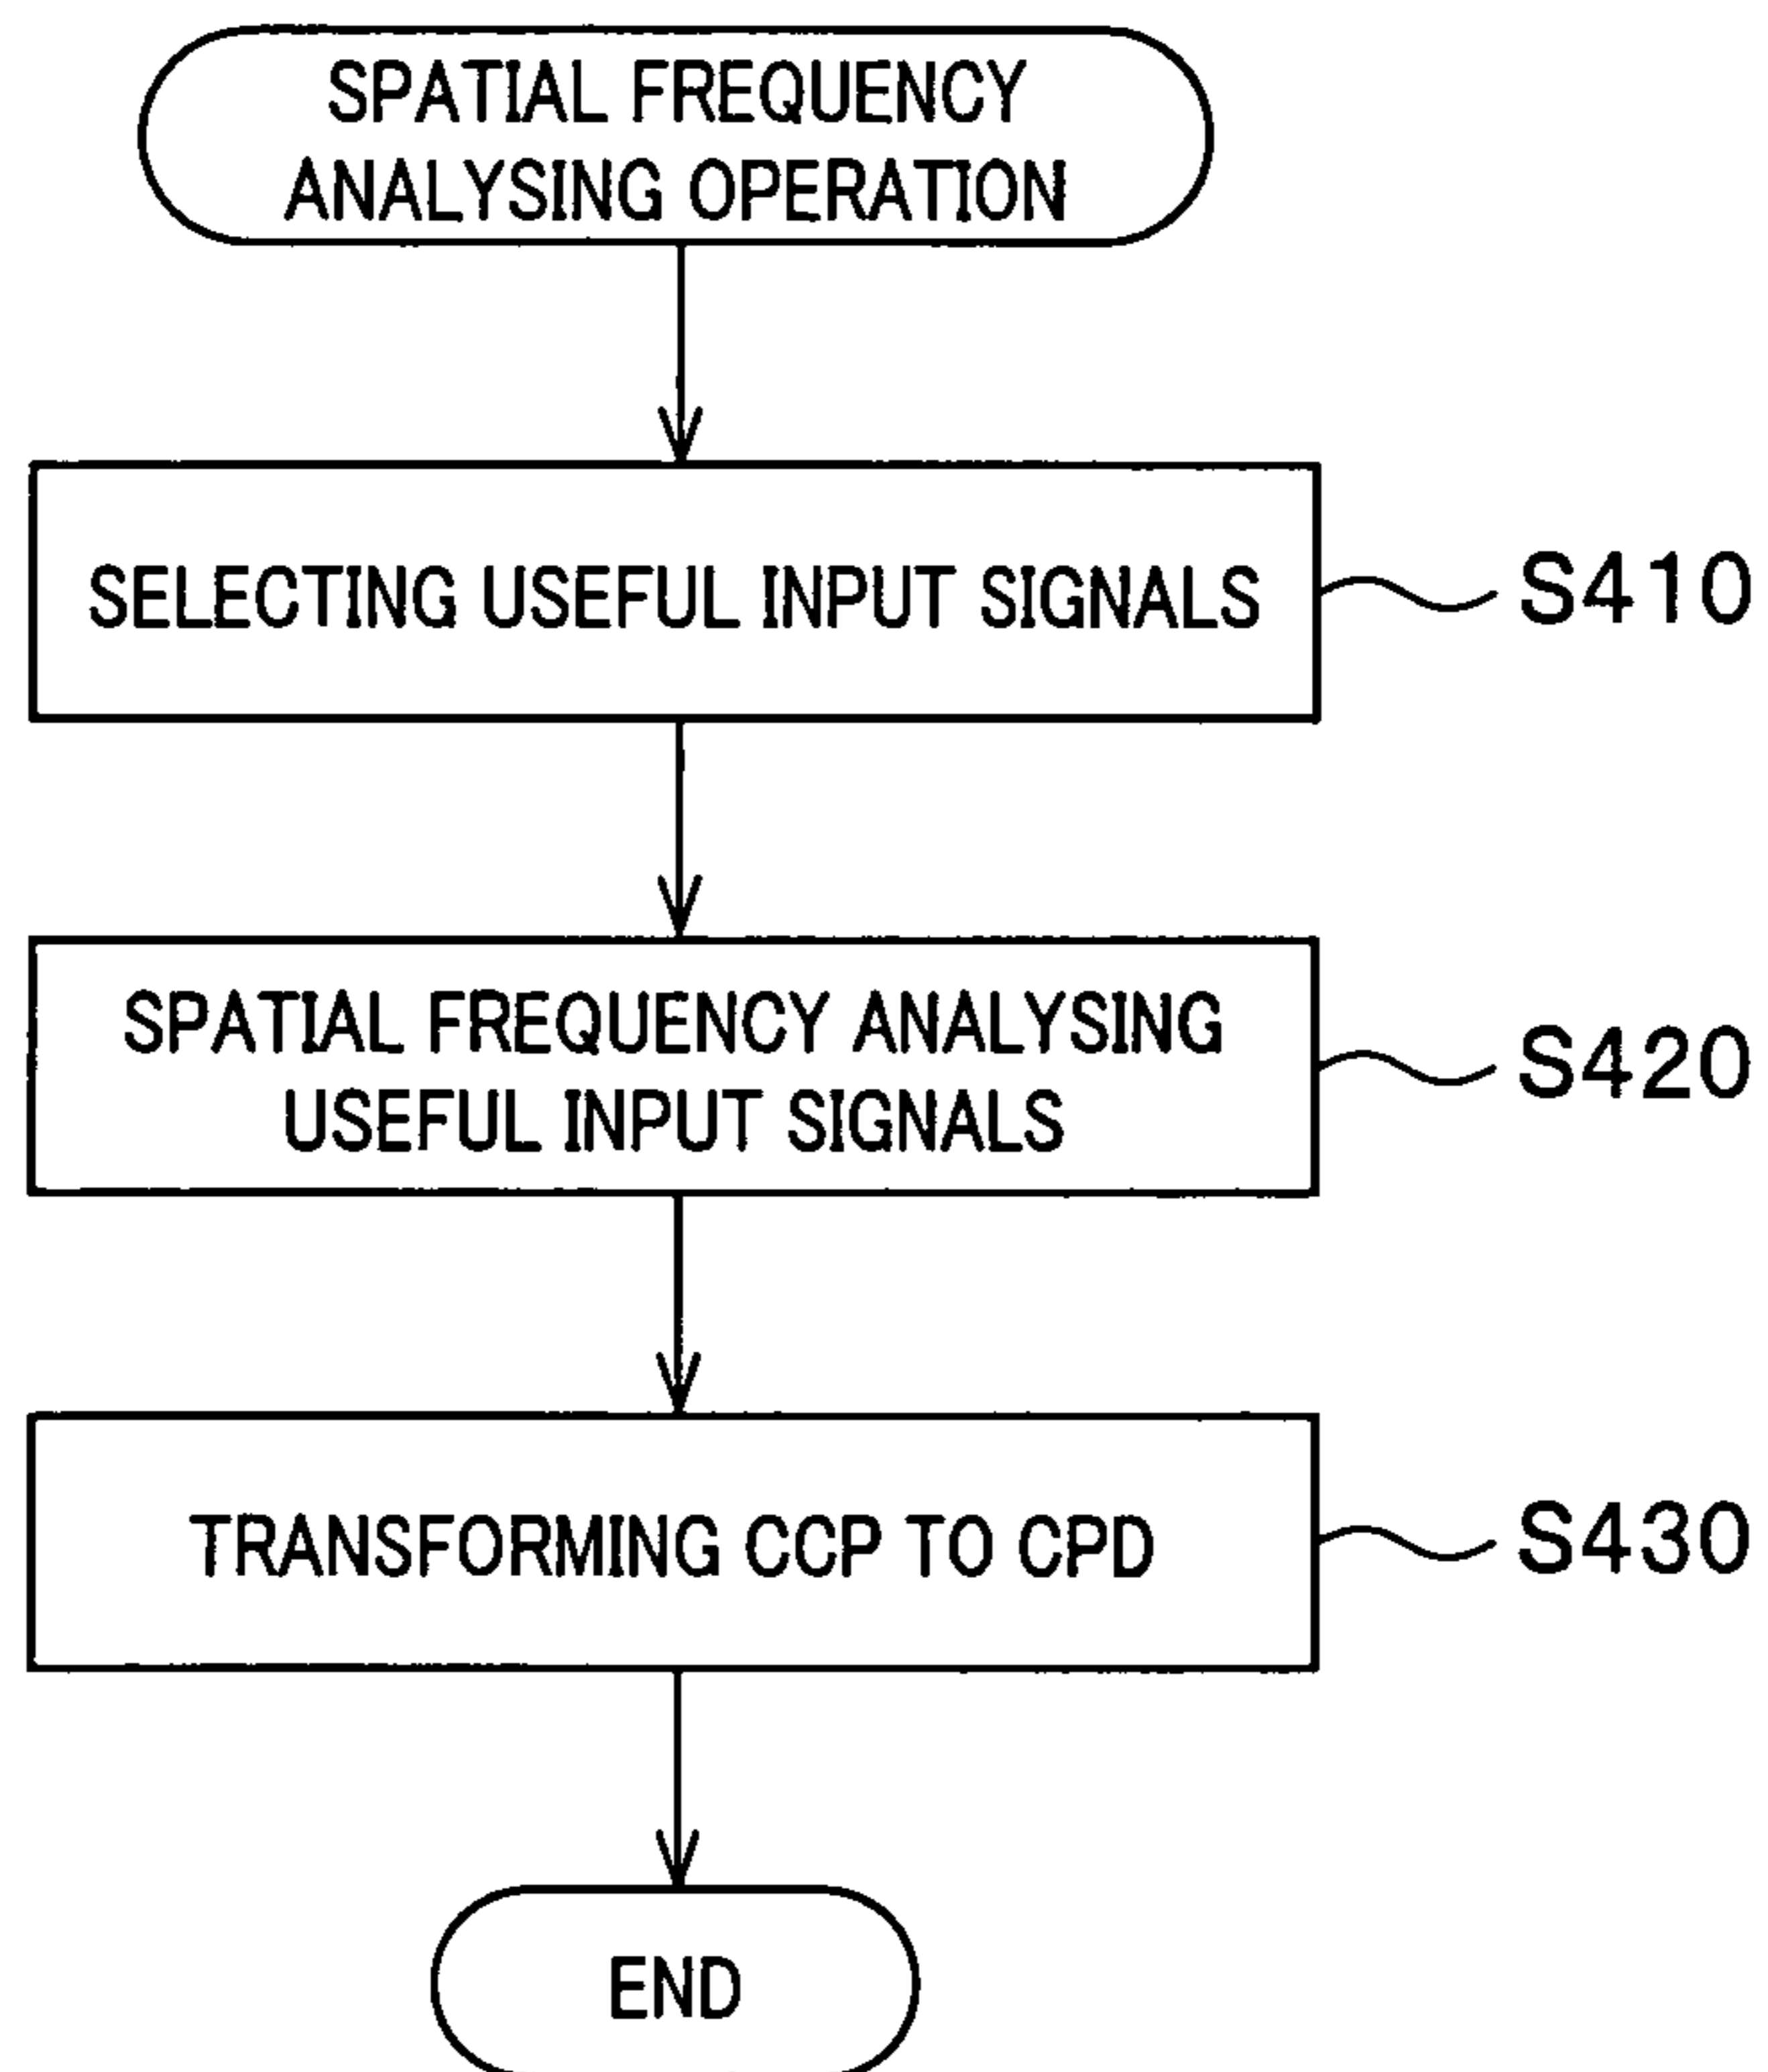 SPATIAL FREQUENCY
ANALYSING OPERATION
SELECTING USEFUL INPUT SIGNALS
S410
SPATIAL FREQUENCY ANALYSING
USEFUL INPUT SIGNALS
S420
TRANSFORMING CCP TO CPD
S430
END